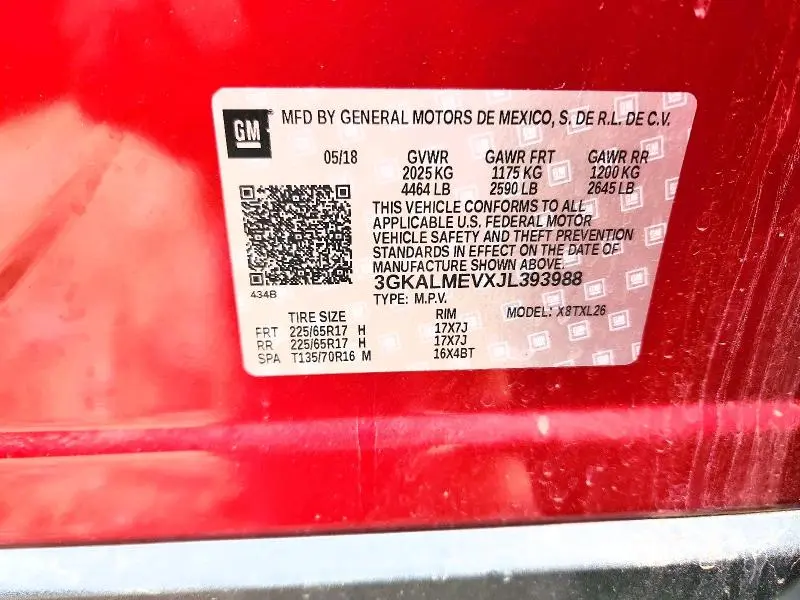 GM
MFD BY GENERAL MOTORS DE MEXICO, S. DE R.L. DE C.V.
05/18 GVWR GAWR FRT GAWR RR
2025 KG 1175 KG 1200 KG
4464 LB 2590 LB 2645 LB
THIS VEHICLE CONFORMS TO ALL
APPLICABLE U.S. FEDERAL MOTOR
VEHICLE SAFETY AND THEFT PREVENTION
STANDARDS IN EFFECT ON THE DATE OF
MANUFACTURE SHOWN ABOVE.
3GKALMEVXJL393988
434B
TYPE: M.P.V. MODEL: X8TXL26
TIRE SIZE RIM
FRT 225/65R17 H 17X7J
RR 225/65R17 H 17X7J
SPA T135/70R16 M 16X4BT